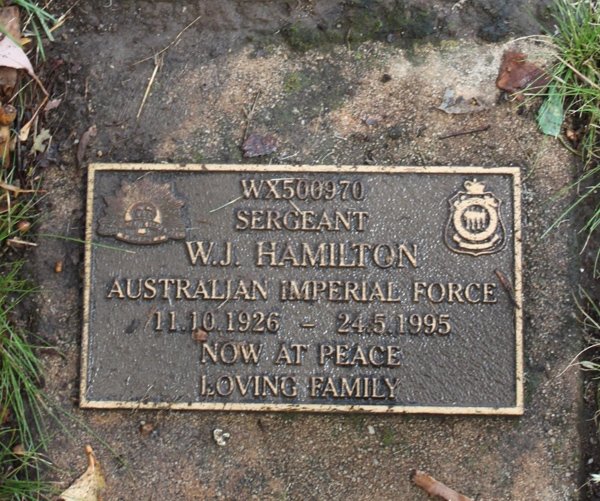 WX500970
SERGEANT
W.J. HAMILTON
AUSTRALIAN IMPERIAL FORCE
11.10.1926 – 24.5.1995
NOW AT PEACE
LOVING FAMILY